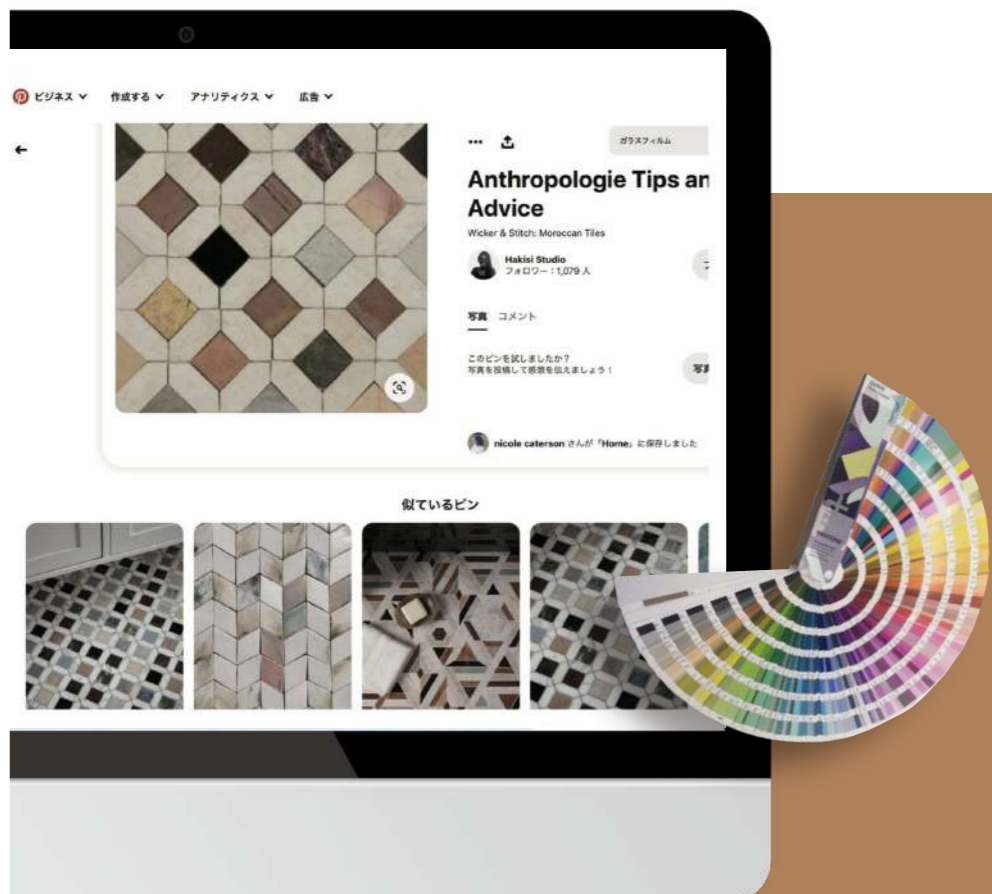 ビジネス
作成する
アナリティクス
広告
ガラスフィルム
Anthropologie Tips an
Advice
Wicker & Stitch: Moroccan Tiles
Hakisi Studio
フォロワー：1,079 人
写真 コメント
このピンを試しましたか？
写真を投稿して感想を伝えましょう！
写真
nicole caterson さんが「Home」に保存しました
似ているピン
PANTONE